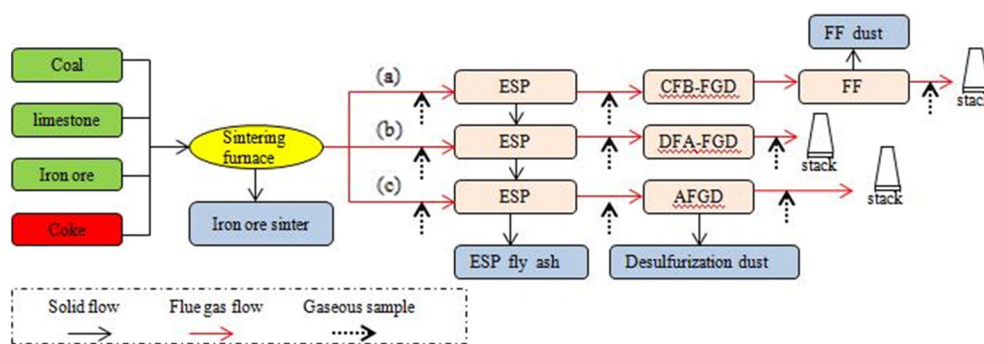 Coal
limestone
Iron ore
Coke
Sintering
furnace
Iron ore sinter
(a)
ESP
CFB-FGD
FF
FF dust
stack
(b)
ESP
DFA-FGD
stack
(c)
ESP
AFGD
stack
ESP fly ash
Desulfurization dust
Solid flow
Flue gas flow
Gaseous sample